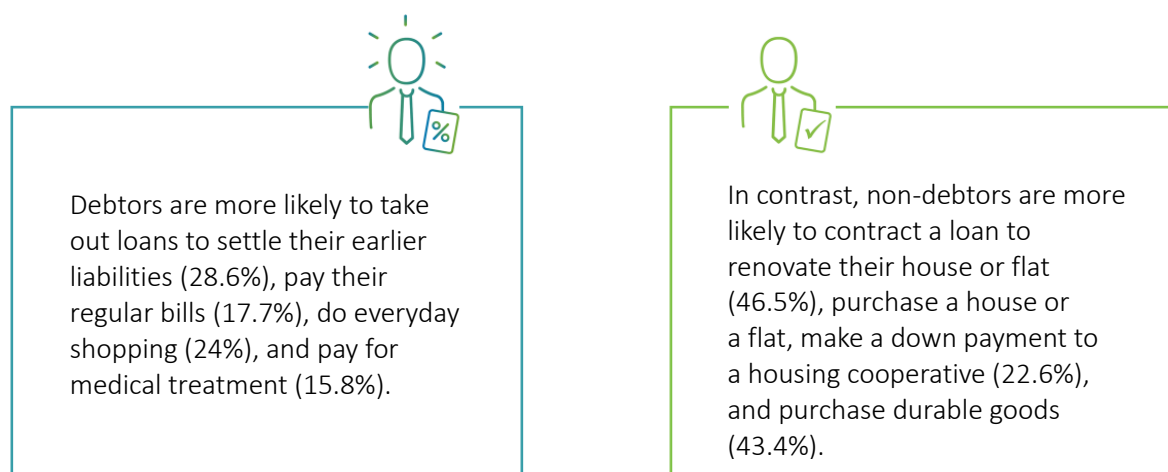 %
Debtors are more likely to take
out loans to settle their earlier
liabilities (28.6%), pay their
regular bills (17.7%), do everyday
shopping (24%), and pay for
medical treatment (15.8%).
In contrast, non-debtors are more
likely to contract a loan to
renovate their house or flat
(46.5%), purchase a house or
a flat, make a down payment to
a housing cooperative (22.6%),
and purchase durable goods
(43.4%).